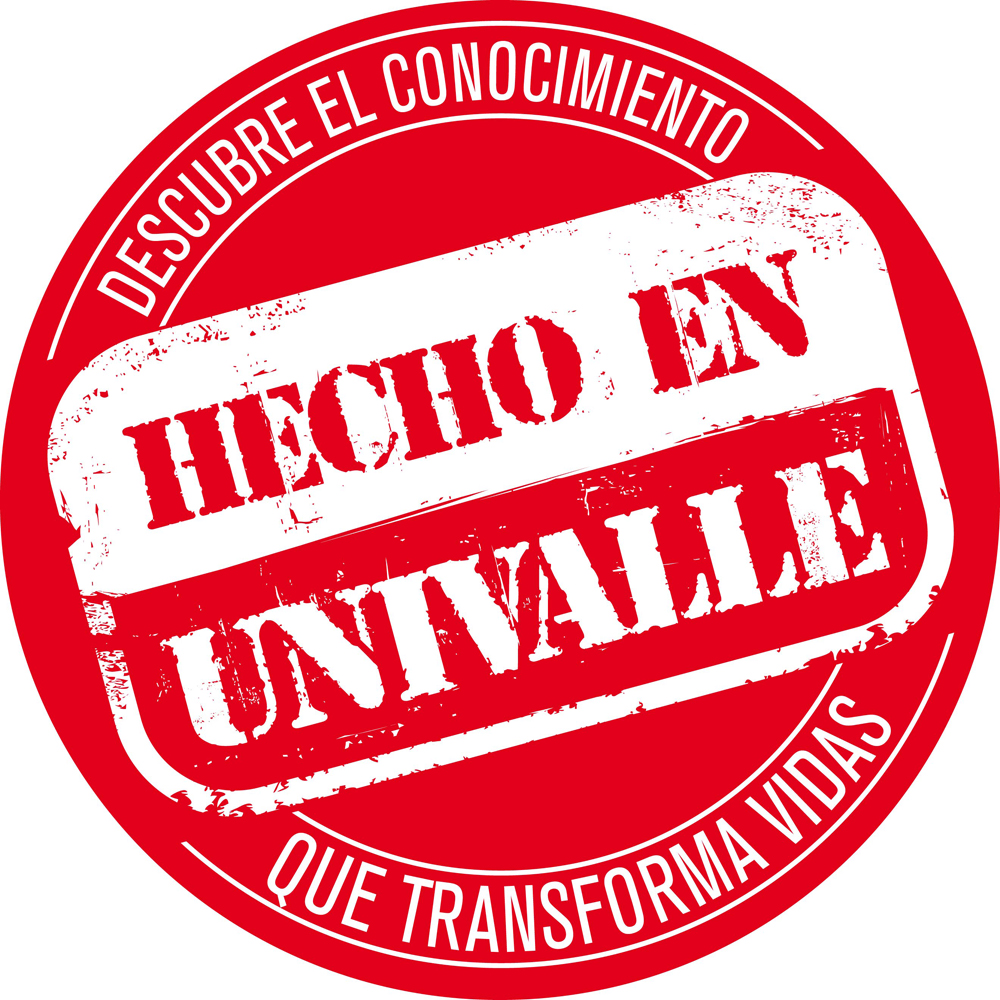 DESCUBRE EL CONOCIMIENTO
HECHO EN
UNIVALLE
QUE TRANSFORMA VIDAS